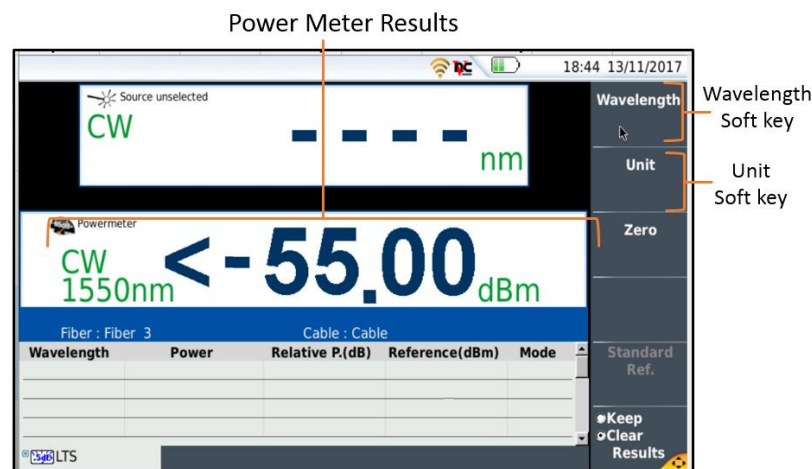 Power Meter Results
18:44 13/11/2017
Source unselected
CW
- - - -
nm
Wavelength
Wavelength
Soft key
Unit
Unit
Soft key
Powermeter
CW
1550nm
<-55.00 dBm
Zero
Fiber : Fiber 3
Cable : Cable
Wavelength Power Relative P.(dB) Reference(dBm) Mode
Standard
Ref.
Keep
Clear
Results
LTS